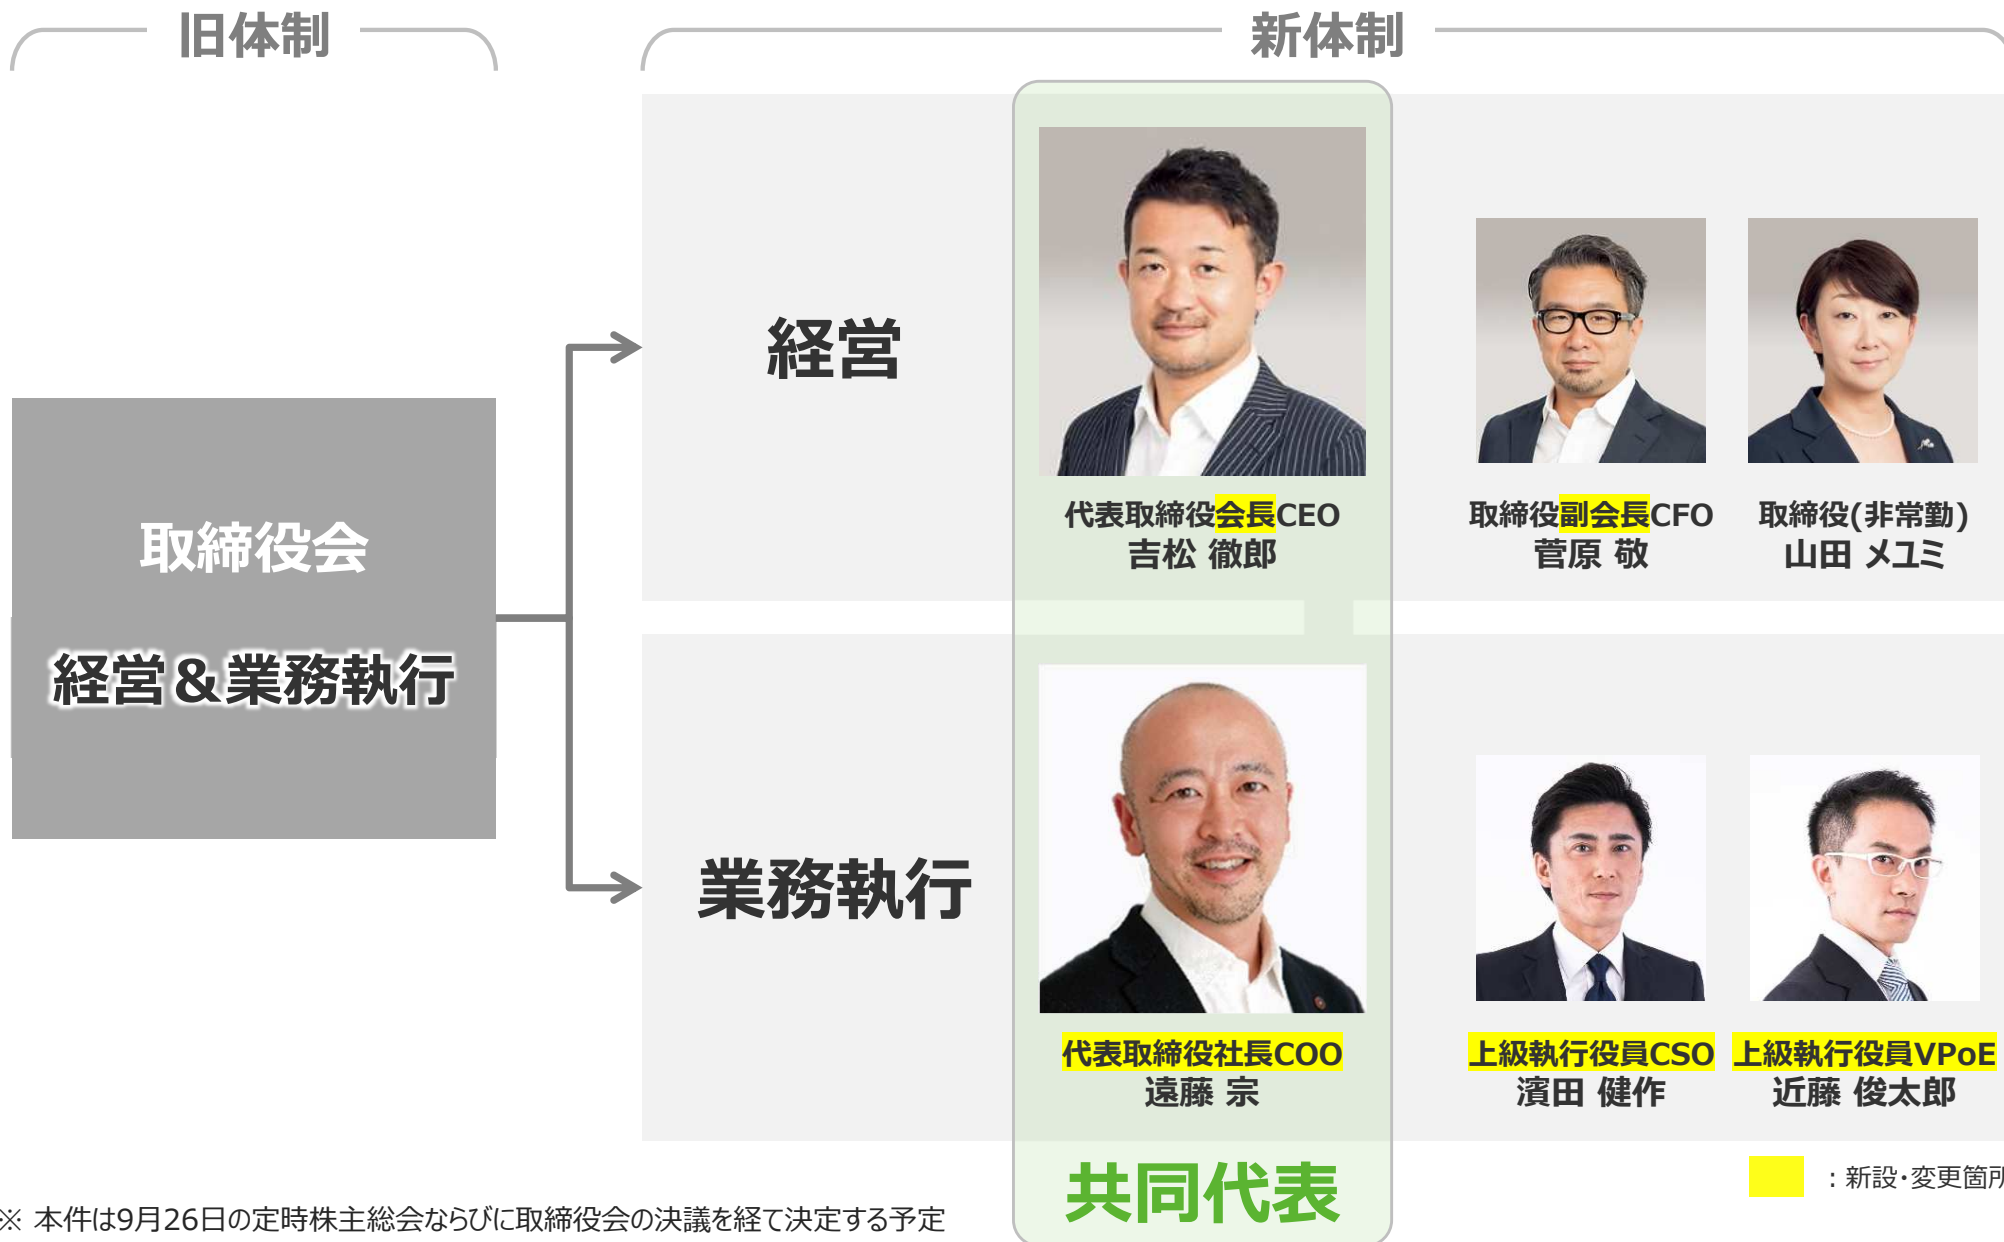 旧体制
新体制
取締役会
経営&業務執行
経営
代表取締役会長CEO
吉松 徹郎
取締役副会長CFO
菅原 敬
取締役(非常勤)
山田 メユミ
業務執行
代表取締役社長COO
遠藤 宗
上級執行役員CSO
濱田 健作
上級執行役員VPoE
近藤 俊太郎
共同代表
：新設・変更箇所
※ 本件は9月26日の定時株主総会ならびに取締役会の決議を経て決定する予定